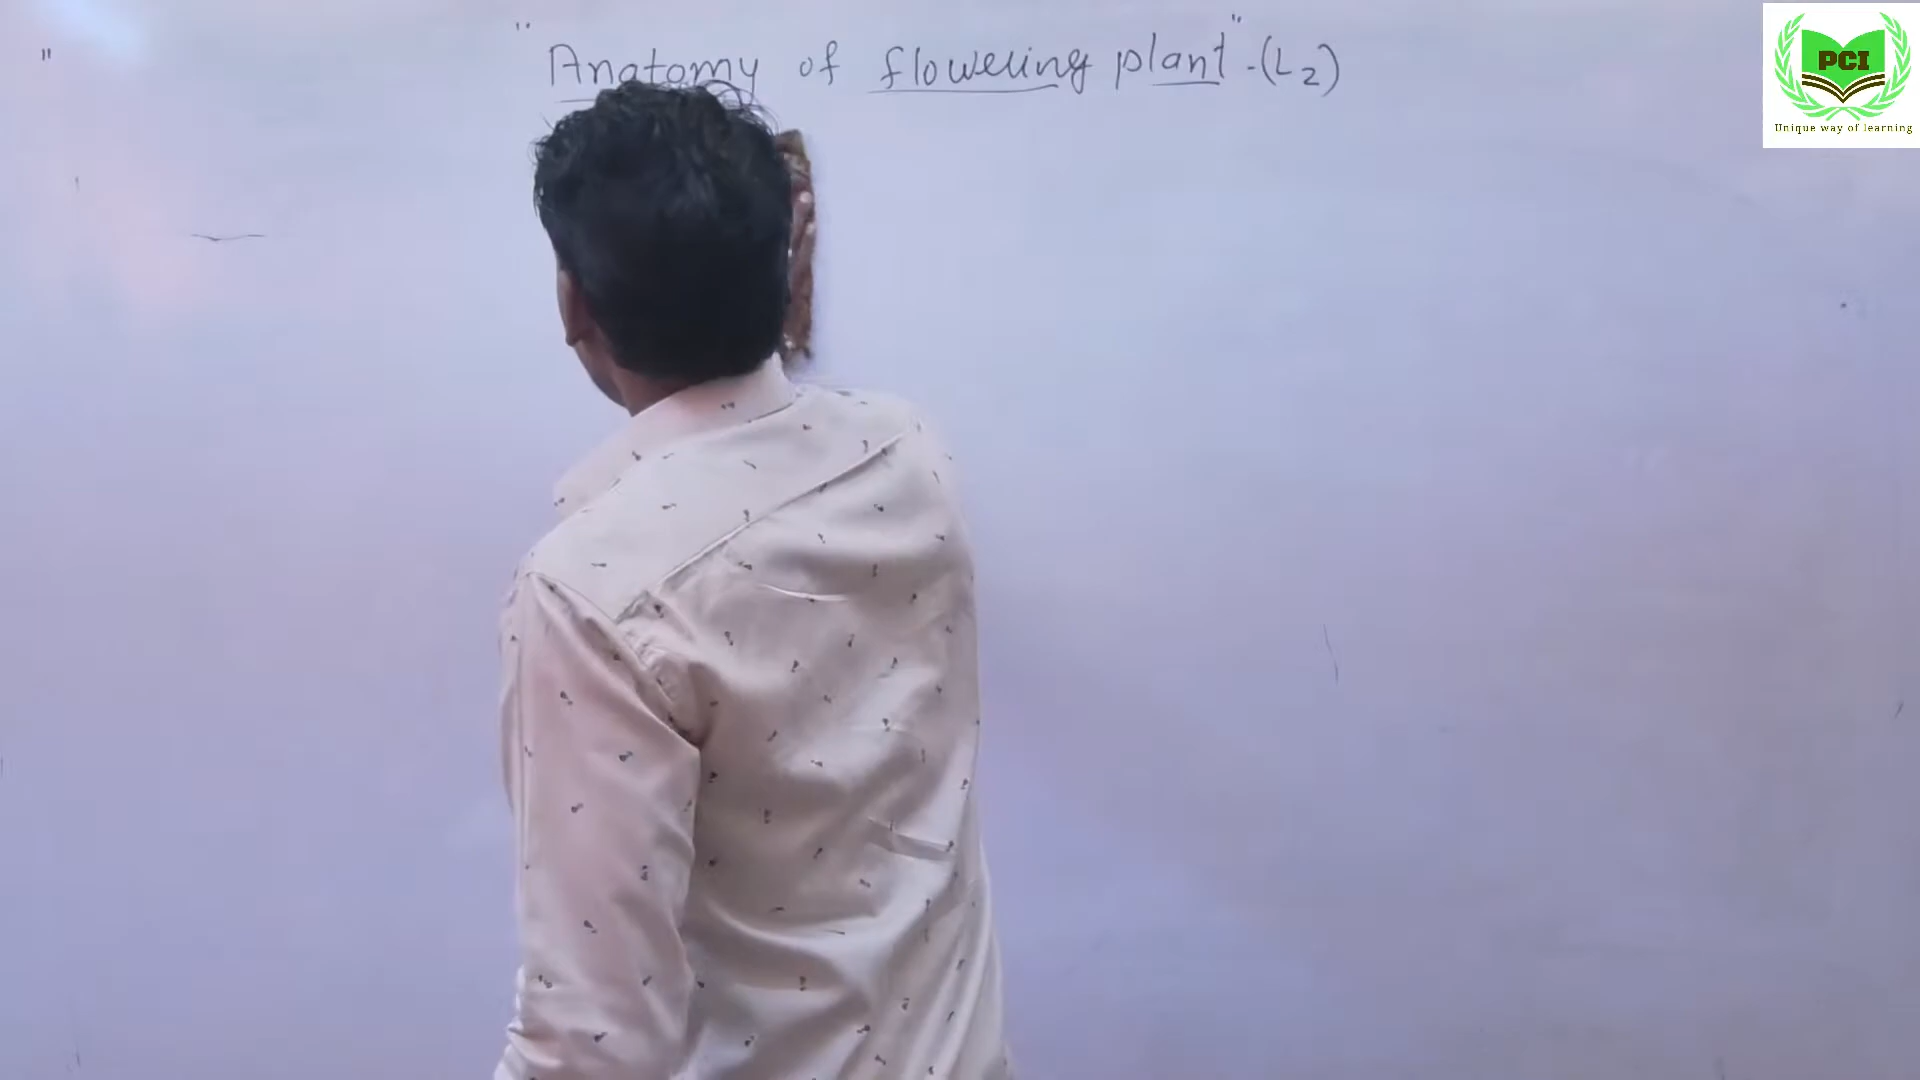 "Anatomy of flowering plant" - (L2)
PCI
Unique way of learning